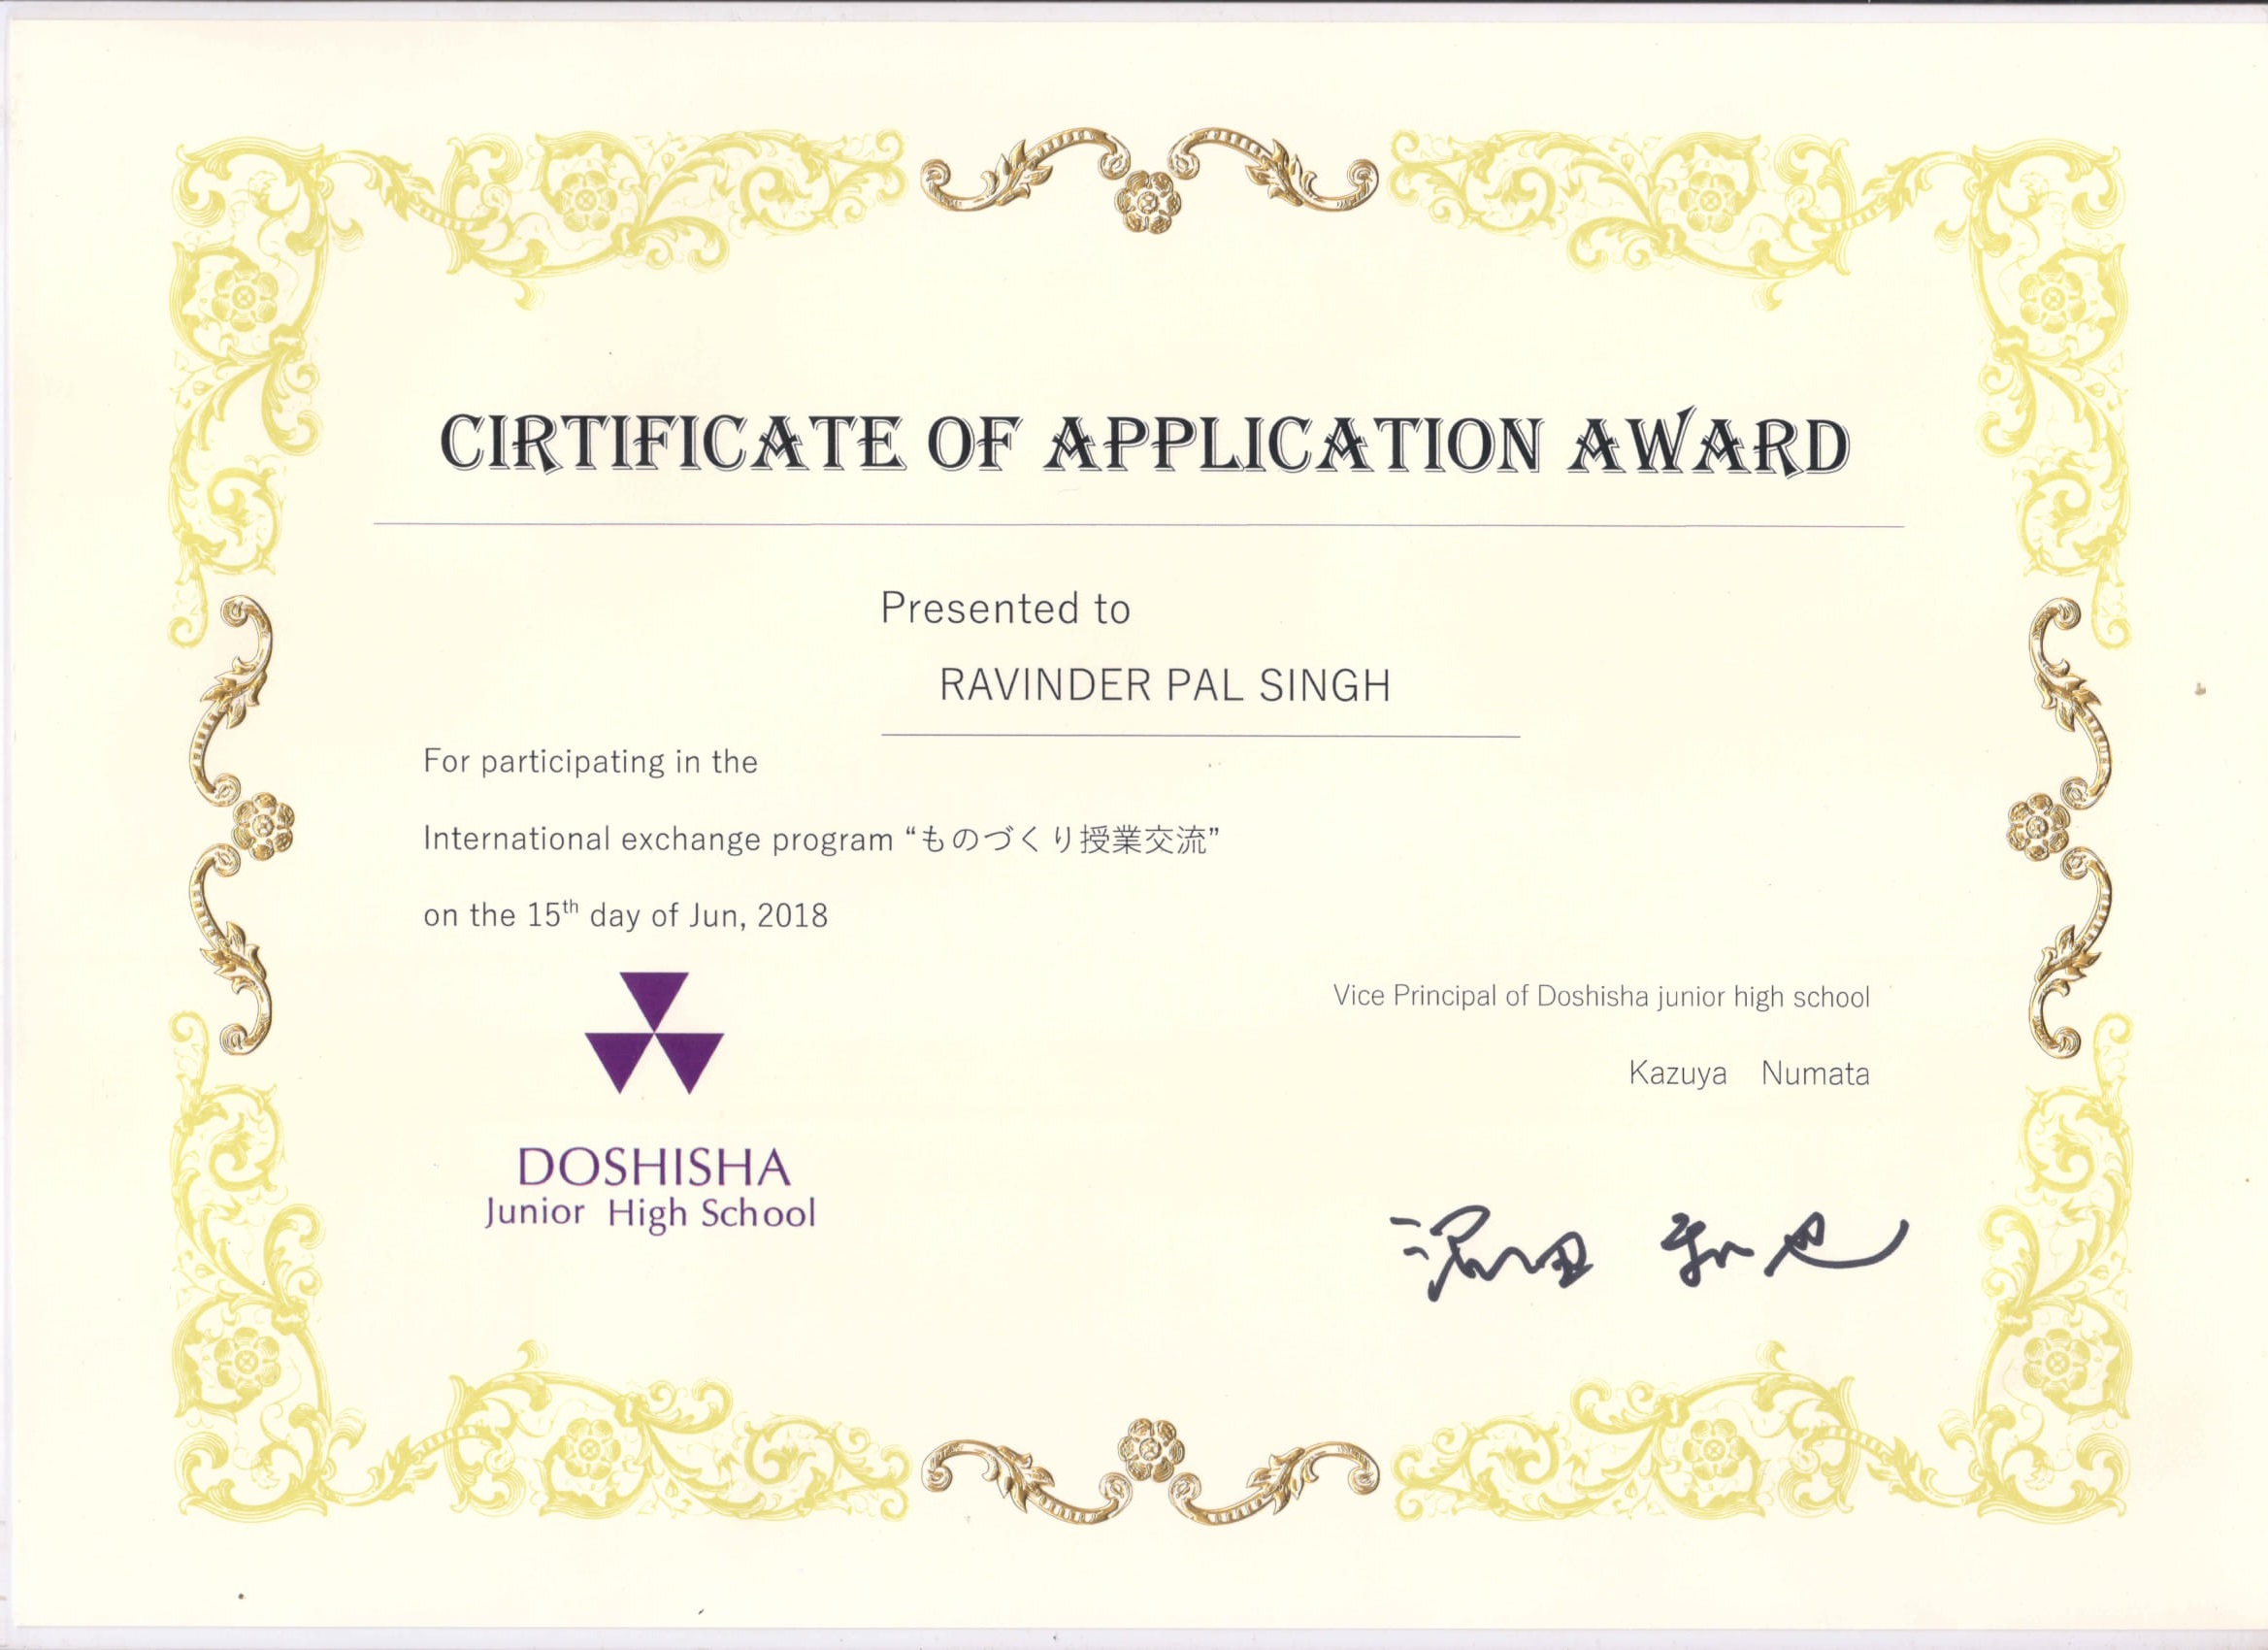 CIRTIFICATE OF APPLICATION AWARD
Presented to
RAVINDER PAL SINGH
For participating in the
International exchange program “ものづくり授業交流”
on the 15th day of Jun, 2018
Vice Principal of Doshisha junior high school
Kazuya Numata
DOSHISHA
Junior High School
沼田 和也